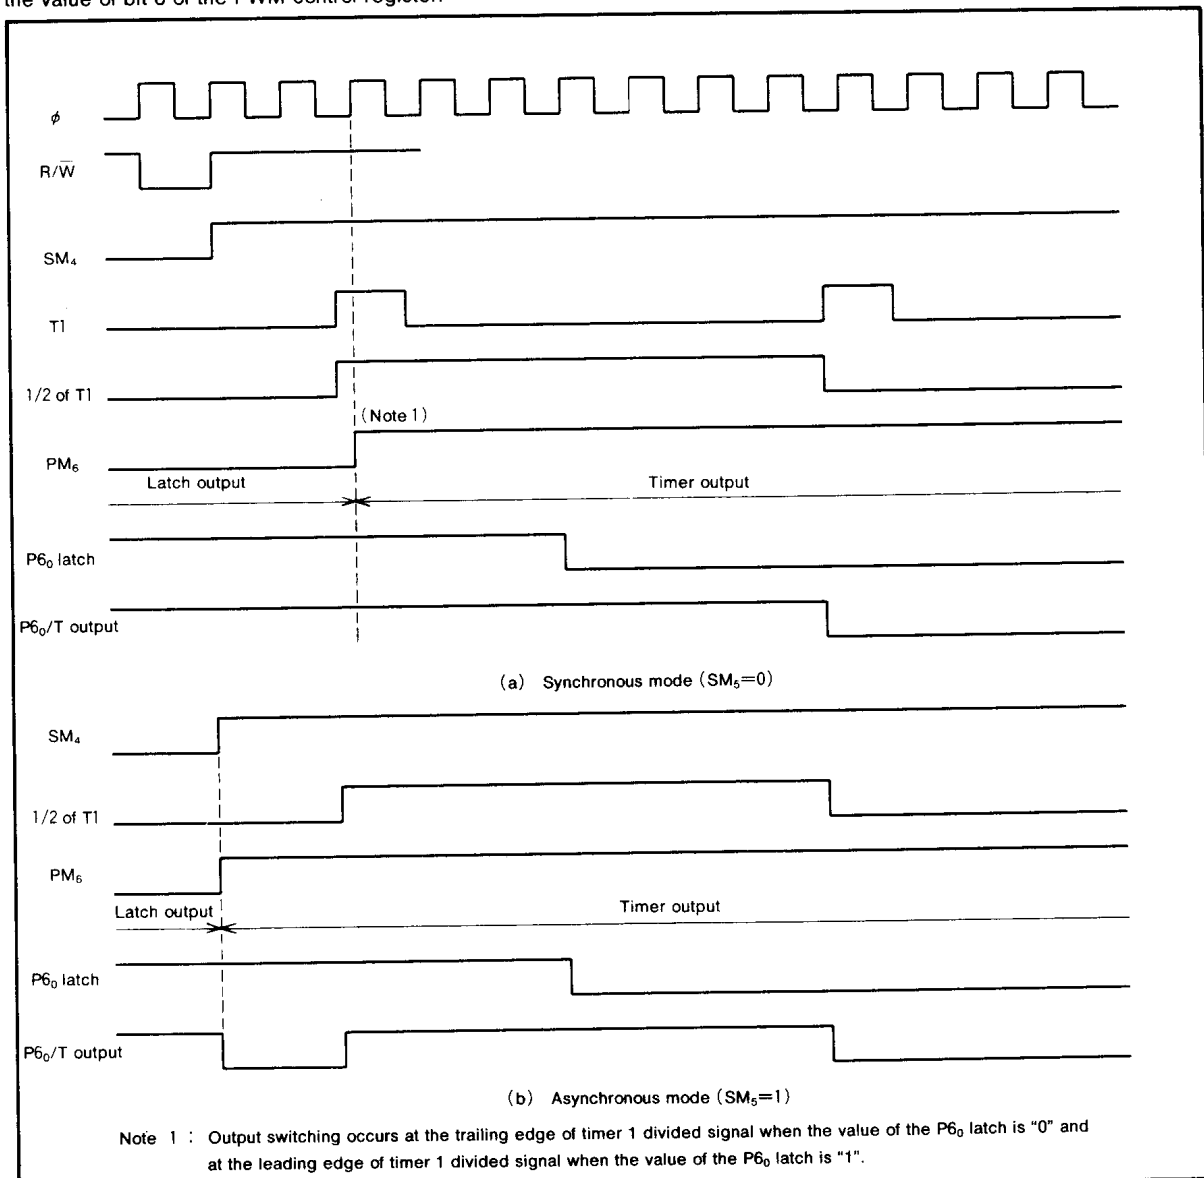 the value of bit 6 of the PWM control register.
φ
R/W̅
SM₄
T1
1/2 of T1
(Note 1)
PM₆
Latch output
Timer output
P6₀ latch
P6₀/T output
(a) Synchronous mode (SM₅=0)
SM₄
1/2 of T1
PM₆
Latch output
Timer output
P6₀ latch
P6₀/T output
(b) Asynchronous mode (SM₅=1)
Note 1 : Output switching occurs at the trailing edge of timer 1 divided signal when the value of the P6₀ latch is "0" and
at the leading edge of timer 1 divided signal when the value of the P6₀ latch is "1".